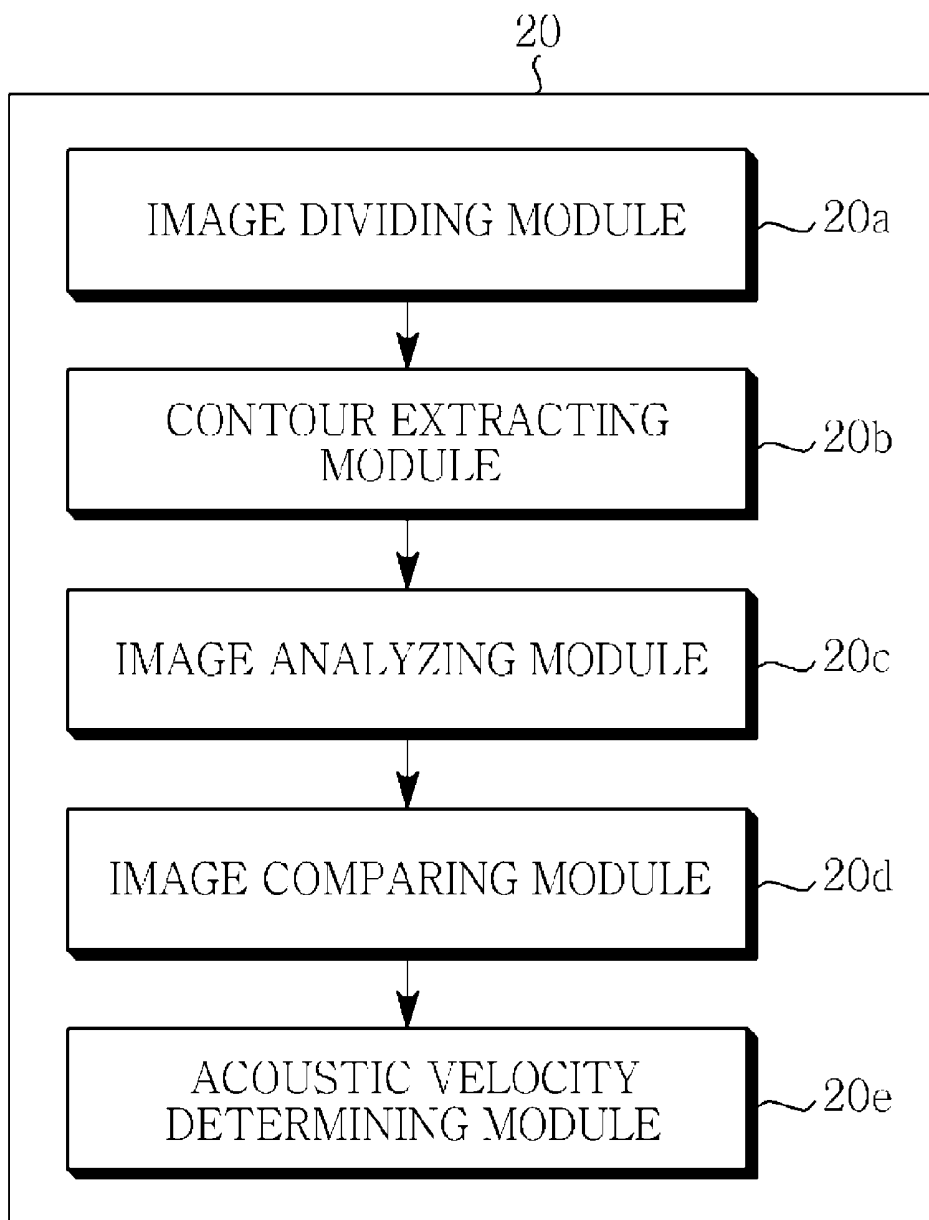 20
IMAGE DIVIDING MODULE
20a
CONTOUR EXTRACTING
MODULE
20b
IMAGE ANALYZING MODULE
20c
IMAGE COMPARING MODULE
20d
ACOUSTIC VELOCITY
DETERMINING MODULE
20e